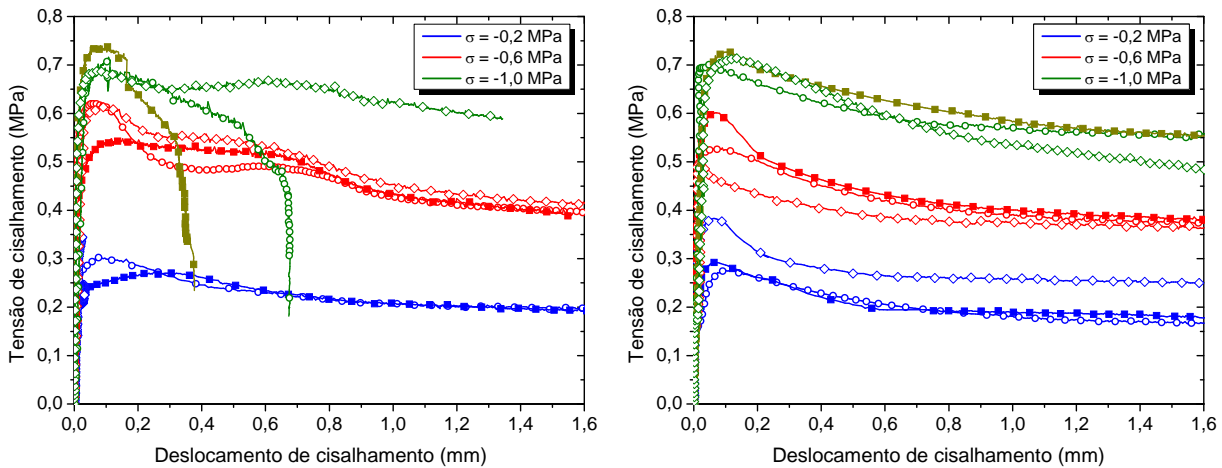 0,8
0,7
0,6
0,5
0,4
0,3
0,2
0,1
0,0
Tensão de cisalhamento (MPa)
σ = -0,2 MPa
σ = -0,6 MPa
σ = -1,0 MPa
0,0 0,2 0,4 0,6 0,8 1,0 1,2 1,4 1,6
Deslocamento de cisalhamento (mm)
0,8
0,7
0,6
0,5
0,4
0,3
0,2
0,1
0,0
Tensão de cisalhamento (MPa)
σ = -0,2 MPa
σ = -0,6 MPa
σ = -1,0 MPa
0,0 0,2 0,4 0,6 0,8 1,0 1,2 1,4 1,6
Deslocamento de cisalhamento (mm)